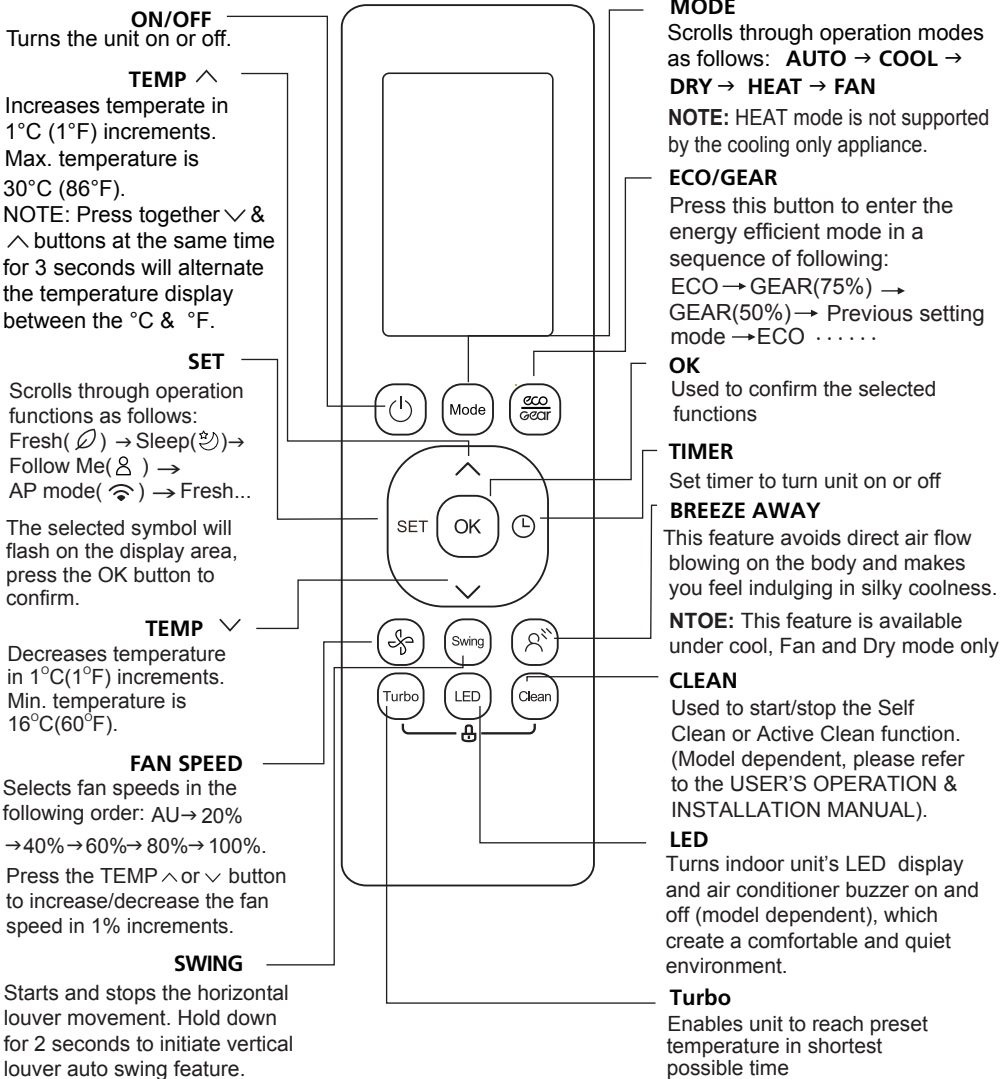 ON/OFF
Turns the unit on or off.
TEMP ︿
Increases temperate in
1°C (1°F) increments.
Max. temperature is
30°C (86°F).
NOTE: Press together ﹀ &
︿ buttons at the same time
for 3 seconds will alternate
the temperature display
between the °C & °F.
SET
Scrolls through operation
functions as follows:
Fresh( ) → Sleep( ) →
Follow Me( ) →
AP mode( ) → Fresh...
The selected symbol will
flash on the display area,
press the OK button to
confirm.
TEMP ﹀
Decreases temperature
in 1°C(1°F) increments.
Min. temperature is
16°C(60°F).
FAN SPEED
Selects fan speeds in the
following order: AU→ 20%
→40%→60%→ 80%→ 100%.
Press the TEMP ︿ or ﹀ button
to increase/decrease the fan
speed in 1% increments.
SWING
Starts and stops the horizontal
louver movement. Hold down
for 2 seconds to initiate vertical
louver auto swing feature.
Mode
eco
Gear
SET
OK
Swing
Turbo
LED
Clean
MODE
Scrolls through operation modes
as follows: AUTO → COOL →
DRY → HEAT → FAN
NOTE: HEAT mode is not supported
by the cooling only appliance.
ECO/GEAR
Press this button to enter the
energy efficient mode in a
sequence of following:
ECO → GEAR(75%) →
GEAR(50%) → Previous setting
mode → ECO · · · · · ·
OK
Used to confirm the selected
functions
TIMER
Set timer to turn unit on or off
BREEZE AWAY
This feature avoids direct air flow
blowing on the body and makes
you feel indulging in silky coolness.
NTOE: This feature is available
under cool, Fan and Dry mode only
CLEAN
Used to start/stop the Self
Clean or Active Clean function.
(Model dependent, please refer
to the USER'S OPERATION &
INSTALLATION MANUAL).
LED
Turns indoor unit's LED display
and air conditioner buzzer on and
off (model dependent), which
create a comfortable and quiet
environment.
Turbo
Enables unit to reach preset
temperature in shortest
possible time